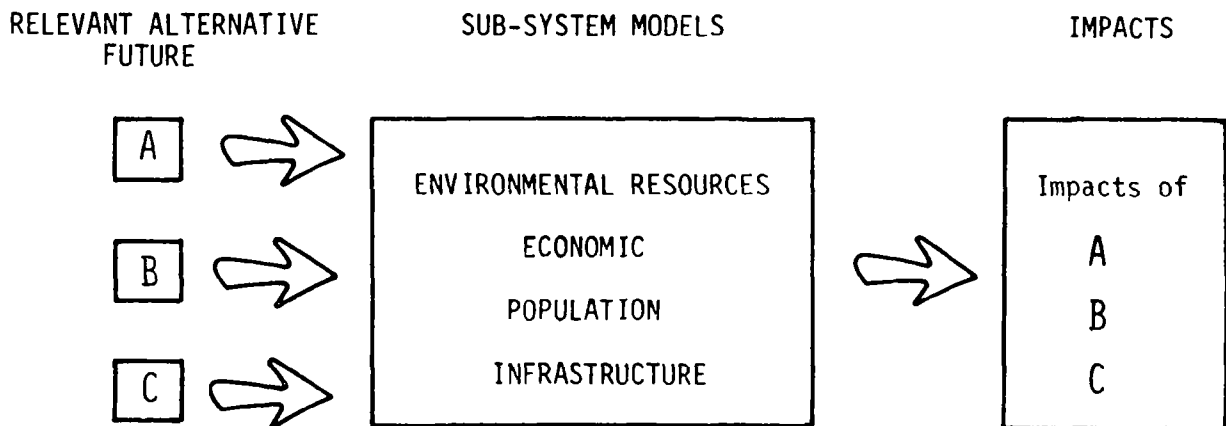 RELEVANT ALTERNATIVE
FUTURE
SUB-SYSTEM MODELS
IMPACTS
A
B
C
ENVIRONMENTAL RESOURCES
ECONOMIC
POPULATION
INFRASTRUCTURE
Impacts of
A
B
C